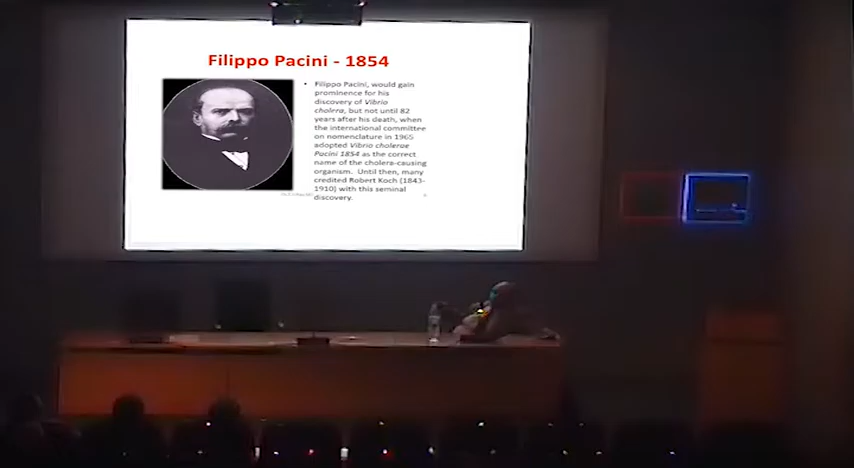 Filippo Pacini - 1854
• Filippo Pacini, would gain
prominence for his
discovery of Vibrio
cholera, but not until 82
years after his death, when
the international committee
on nomenclature in 1965
adopted Vibrio cholerae
Pacini 1854 as the correct
name of the cholera-causing
organism. Until then, many
credited Robert Koch (1843-
1910) with this seminal
discovery.